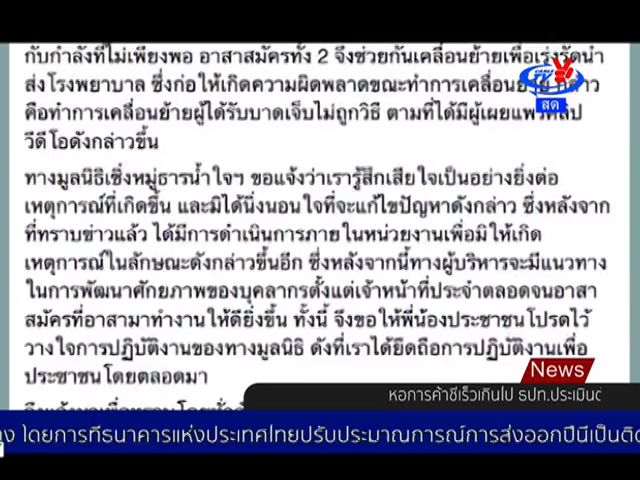 กับกำลังที่ไม่เพียงพอ อาสาสมัครทั้ง 2 จึงช่วยกันเคลื่อนย้ายเพื่อเร่งรัดนำ
ส่งโรงพยาบาล ซึ่งก่อให้เกิดความผิดพลาดขณะทำการเคลื่อนย้าย
คือทำการเคลื่อนย้ายผู้ได้รับบาดเจ็บไม่ถูกวิธี ตามที่ได้มีผู้เผยแพร่คลิป
วีดีโอดังกล่าวขึ้น
ทางมูลนิธิเซิ่งหมู่ธารน้ำใจฯ ขอแจ้งว่าเรารู้สึกเสียใจเป็นอย่างยิ่งต่อ
เหตุการณ์ที่เกิดขึ้น และมิได้นิ่งนอนใจที่จะแก้ไขปัญหาดังกล่าว ซึ่งหลังจาก
ที่ทราบข่าวแล้ว ได้มีการดำเนินการภายในหน่วยงานเพื่อมิให้เกิด
เหตุการณ์ในลักษณะดังกล่าวขึ้นอีก ซึ่งหลังจากนี้ทางผู้บริหารจะมีแนวทาง
ในการพัฒนาศักยภาพของบุคลากรตั้งแต่เจ้าหน้าที่ประจำตลอดจนอาสา
สมัครที่อาสามาทำงานให้ดียิ่งขึ้น ทั้งนี้ จึงขอให้พี่น้องประชาชนโปรดไว้
วางใจการปฏิบัติงานของทางมูลนิธิ ดังที่เราได้ยึดถือการปฏิบัติงานเพื่อ
ประชาชนโดยตลอดมา
สด
News
หอการค้าชี้เร็วเกินไป ธปท.ประเมิน
โดยการที่ธนาคารแห่งประเทศไทยปรับประมาณการณ์การส่งออกปีนี้เป็นติด